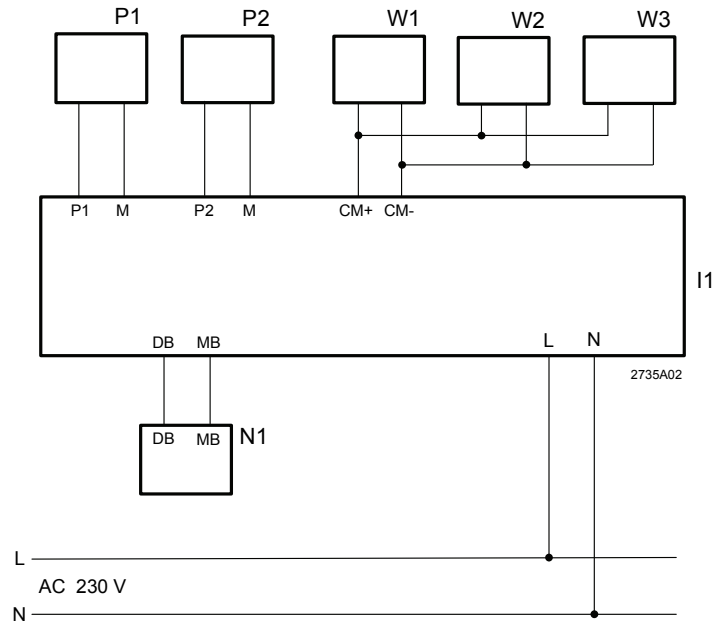 P1 P2 W1 W2 W3
P1 M P2 M CM+ CM-
I1
DB MB L N
2735A02
DB MB N1
L
AC 230 V
N